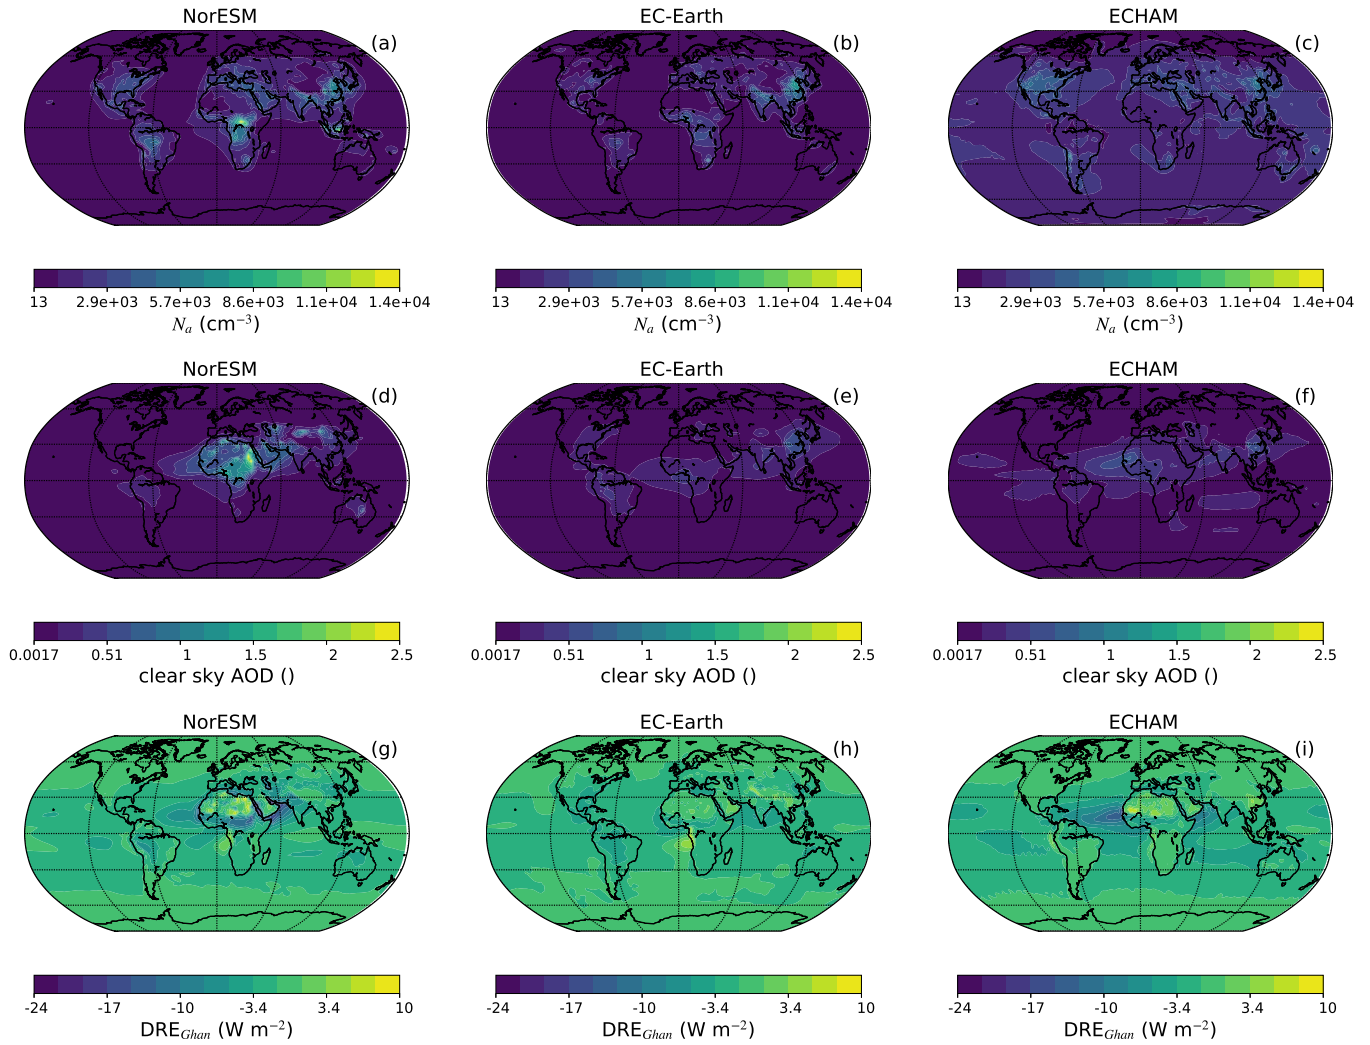 NorESM EC-Earth ECHAM
(a) (b) (c)
13 2.9e+03 5.7e+03 8.6e+03 1.1e+04 1.4e+04 13 2.9e+03 5.7e+03 8.6e+03 1.1e+04 1.4e+04 13 2.9e+03 5.7e+03 8.6e+03 1.1e+04 1.4e+04
Nₐ (cm⁻³) Nₐ (cm⁻³) Nₐ (cm⁻³)
NorESM EC-Earth ECHAM
(d) (e) (f)
0.0017 0.51 1 1.5 2 2.5 0.0017 0.51 1 1.5 2 2.5 0.0017 0.51 1 1.5 2 2.5
clear sky AOD () clear sky AOD () clear sky AOD ()
NorESM EC-Earth ECHAM
(g) (h) (i)
-24 -17 -10 -3.4 3.4 10 -24 -17 -10 -3.4 3.4 10 -24 -17 -10 -3.4 3.4 10
DRE_Ghan (W m⁻²) DRE_Ghan (W m⁻²) DRE_Ghan (W m⁻²)